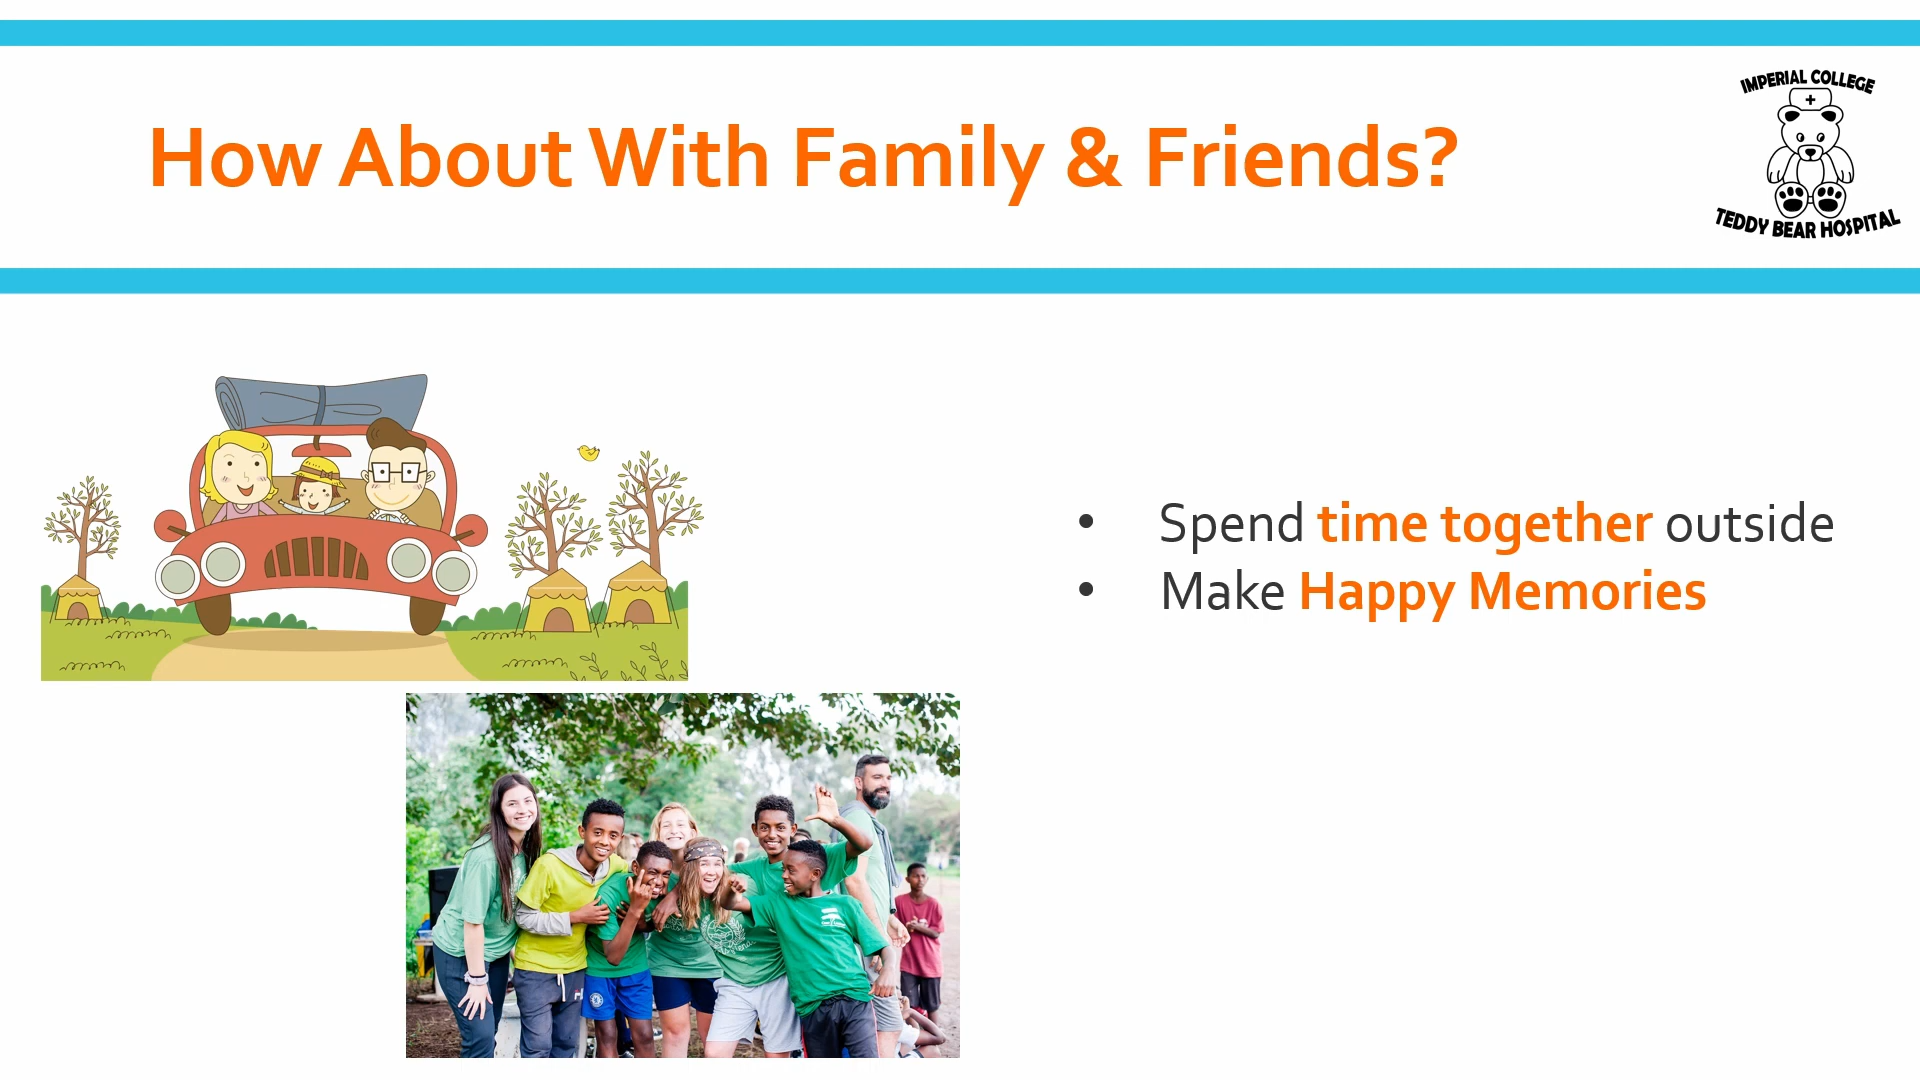 How About With Family & Friends?
IMPERIAL COLLEGE
TEDDY BEAR HOSPITAL
• Spend time together outside
• Make Happy Memories